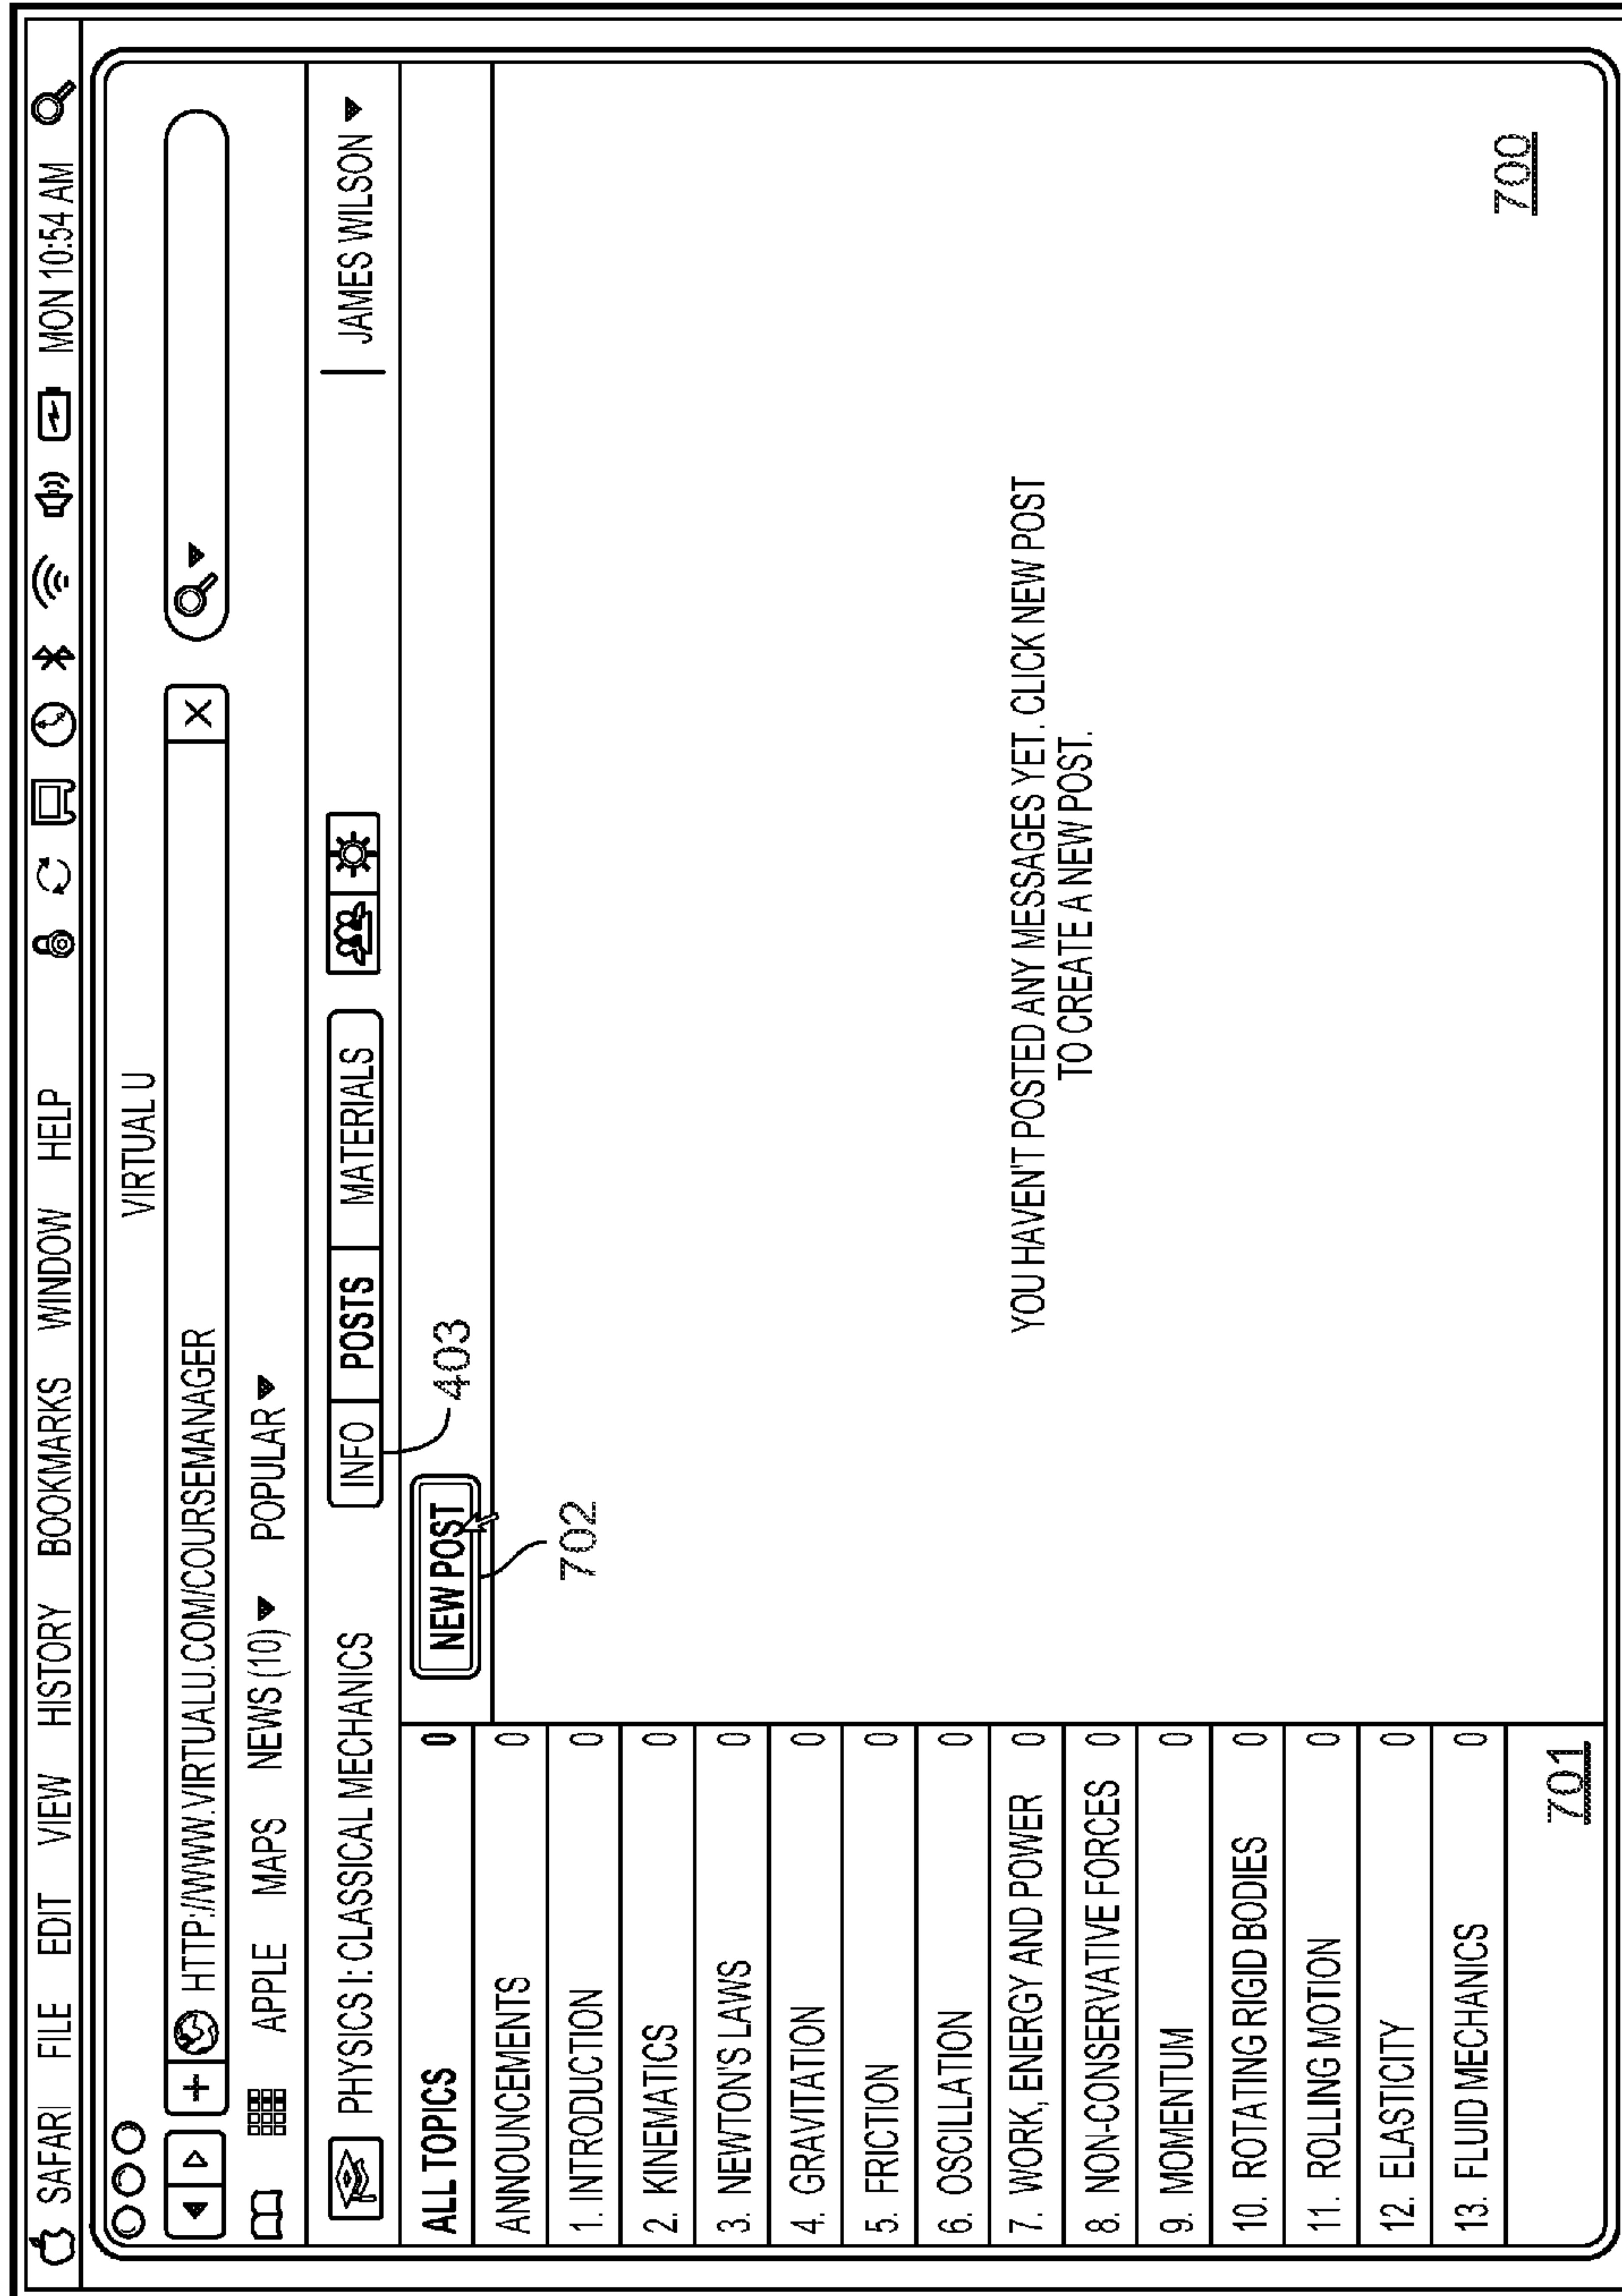 SAFARI FILE EDIT VIEW HISTORY BOOKMARKS WINDOW HELP MON 10:54 AM
VIRTUAL U
+ HTTP://WWW.VIRTUALU.COM/COURSEMANAGER X
APPLE MAPS NEWS (10) POPULAR
PHYSICS I: CLASSICAL MECHANICS INFO POSTS MATERIALS JAMES WILSON
403
NEW POST
702
ALL TOPICS 0
ANNOUNCEMENTS 0
1. INTRODUCTION 0
2. KINEMATICS 0
3. NEWTON'S LAWS 0
4. GRAVITATION 0
5. FRICTION 0
6. OSCILLATION 0
7. WORK, ENERGY AND POWER 0
8. NON-CONSERVATIVE FORCES 0
9. MOMENTUM 0
10. ROTATING RIGID BODIES 0
11. ROLLING MOTION 0
12. ELASTICITY 0
13. FLUID MECHANICS 0
701
YOU HAVEN'T POSTED ANY MESSAGES YET. CLICK NEW POST
TO CREATE A NEW POST.
700